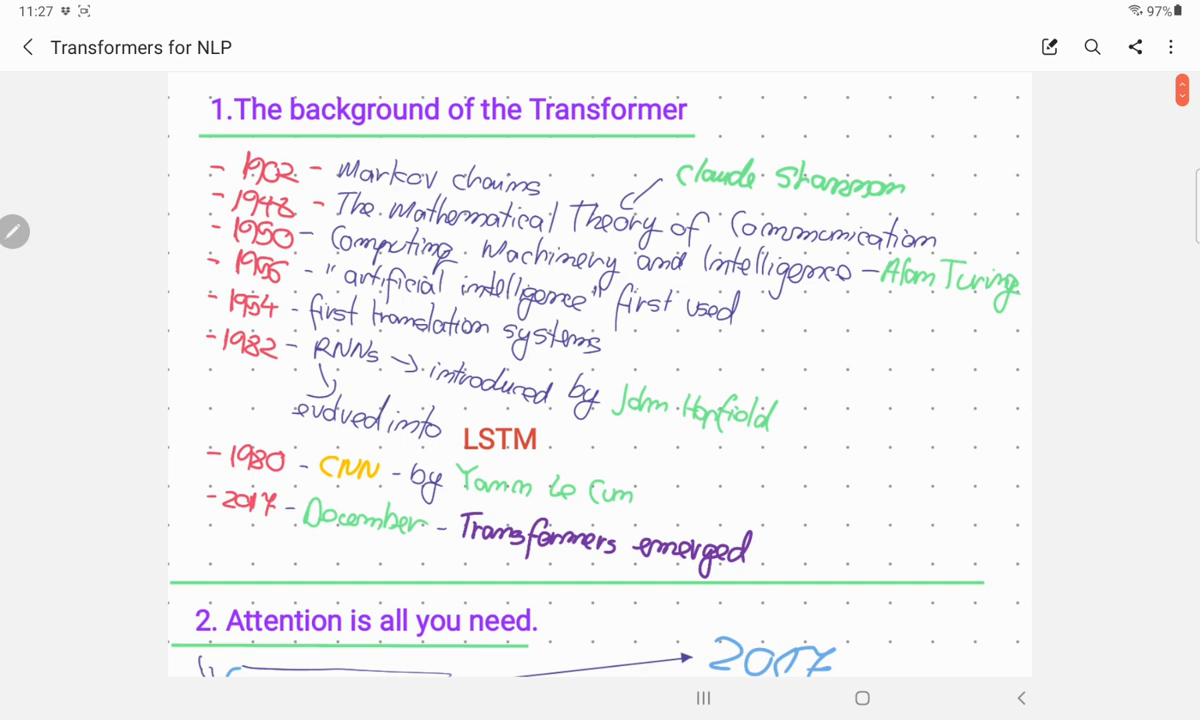 11:27 97%
Transformers for NLP
1.The background of the Transformer
- 1902 - Markov chains
Claude Shannon
- 1948 - The Mathematical Theory of Communication
- 1950 - Computing Machinery and Intelligence - Alan Turing
- 1956 - "artificial intelligence" first used
- 1954 - first translation systems
- 1982 - RNNs → introduced by John Hopfield
evolved into LSTM
- 1980 - CNN - by Yann Le Cun
- 2017 - December - Transformers emerged
2. Attention is all you need.
2017